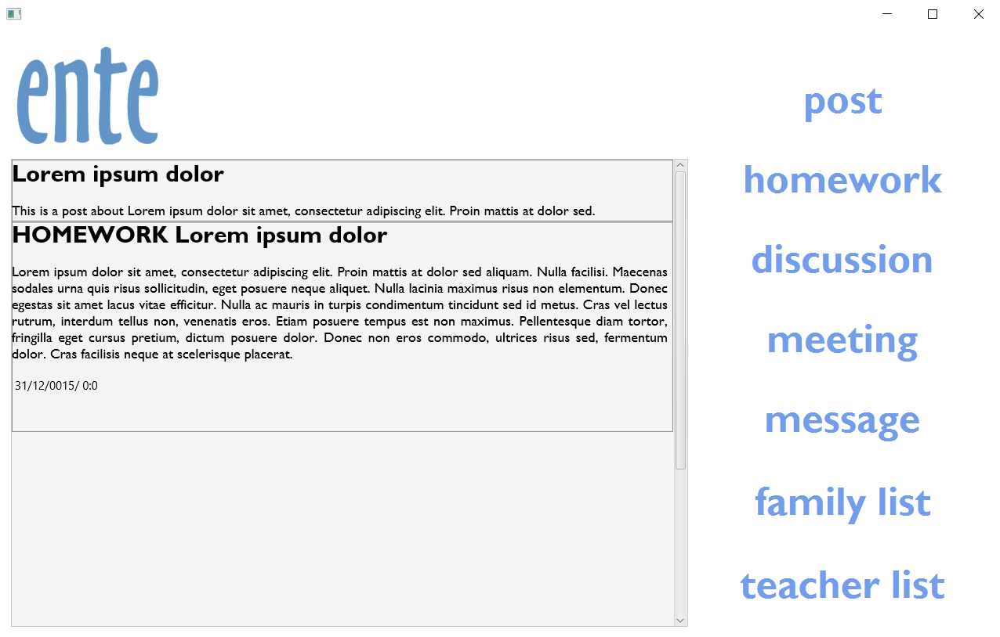 ente
Lorem ipsum dolor
This is a post about Lorem ipsum dolor sit amet, consectetur adipiscing elit. Proin mattis at dolor sed.
HOMEWORK Lorem ipsum dolor
Lorem ipsum dolor sit amet, consectetur adipiscing elit. Proin mattis at dolor sed aliquam. Nulla facilisi. Maecenas
sodales urna quis risus sollicitudin, eget posuere neque aliquet. Nulla lacinia maximus risus non elementum. Donec
egestas sit amet lacus vitae efficitur. Nulla ac mauris in turpis condimentum tincidunt sed id metus. Cras vel lectus
rutrum, interdum tellus non, venenatis eros. Etiam posuere tempus est non maximus. Pellentesque diam tortor,
fringilla eget cursus pretium, dictum posuere dolor. Donec non eros commodo, ultrices risus sed, fermentum
dolor. Cras facilisis neque at scelerisque placerat.
31/12/0015/ 0:0
post
homework
discussion
meeting
message
family list
teacher list